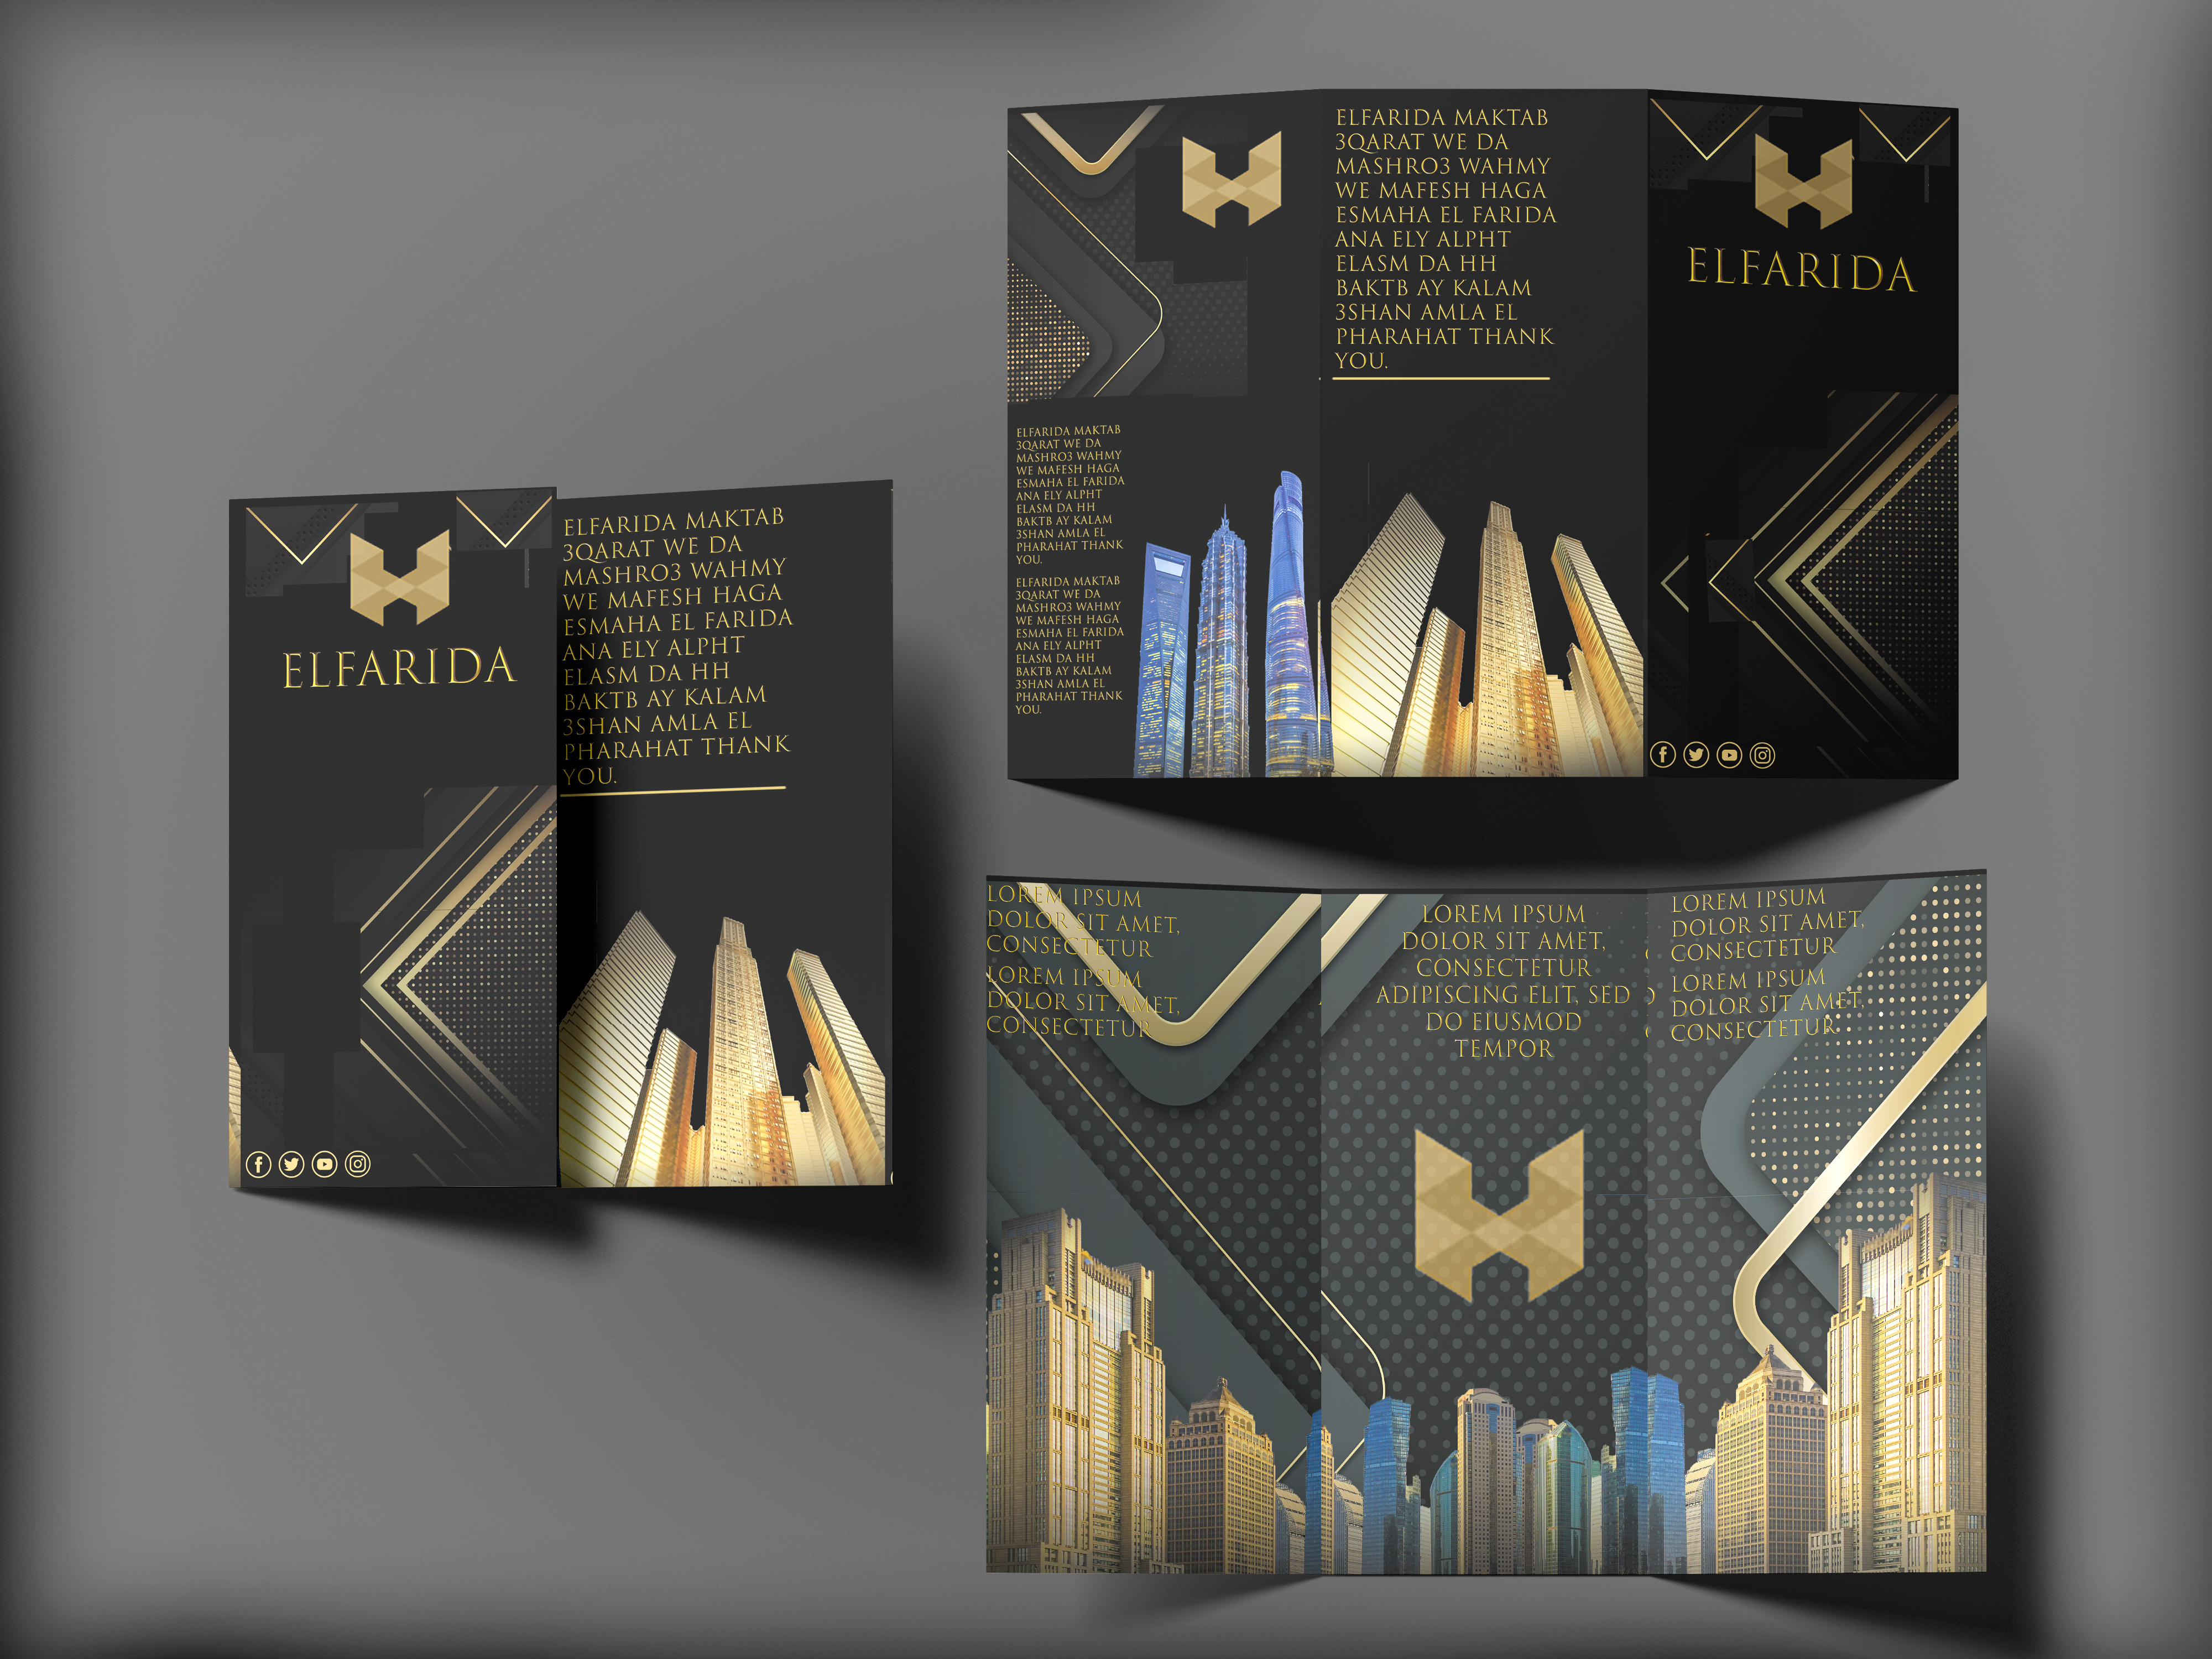 ELFARIDA
ELFARIDA MAKTAB
3QARAT WE DA
MASHRO3 WAHMY
WE MAFESH HAGA
ESMAHA EL FARIDA
ANA ELY ALPHT
ELASM DA HH
BAKTB AY KALAM
3SHAN AMLA EL
PHARAHAT THANK
YOU.
ELFARIDA MAKTAB
3QARAT WE DA
MASHRO3 WAHMY
WE MAFESH HAGA
ESMAHA EL FARIDA
ANA ELY ALPHT
ELASM DA HH
BAKTB AY KALAM
3SHAN AMLA EL
PHARAHAT THANK
YOU.
ELFARIDA MAKTAB
3QARAT WE DA
MASHRO3 WAHMY
WE MAFESH HAGA
ESMAHA EL FARIDA
ANA ELY ALPHT
ELASM DA HH
BAKTB AY KALAM
3SHAN AMLA EL
PHARAHAT THANK
YOU.
ELFARIDA MAKTAB
3QARAT WE DA
MASHRO3 WAHMY
WE MAFESH HAGA
ESMAHA EL FARIDA
ANA ELY ALPHT
ELASM DA HH
BAKTB AY KALAM
3SHAN AMLA EL
PHARAHAT THANK
YOU.
ELFARIDA
LOREM IPSUM
DOLOR SIT AMET,
CONSECTETUR
LOREM IPSUM
DOLOR SIT AMET,
CONSECTETUR
LOREM IPSUM
DOLOR SIT AMET,
CONSECTETUR
ADIPISCING ELIT, SED
DO EIUSMOD
TEMPOR
LOREM IPSUM
DOLOR SIT AMET,
CONSECTETUR
LOREM IPSUM
DOLOR SIT AMET,
CONSECTETUR